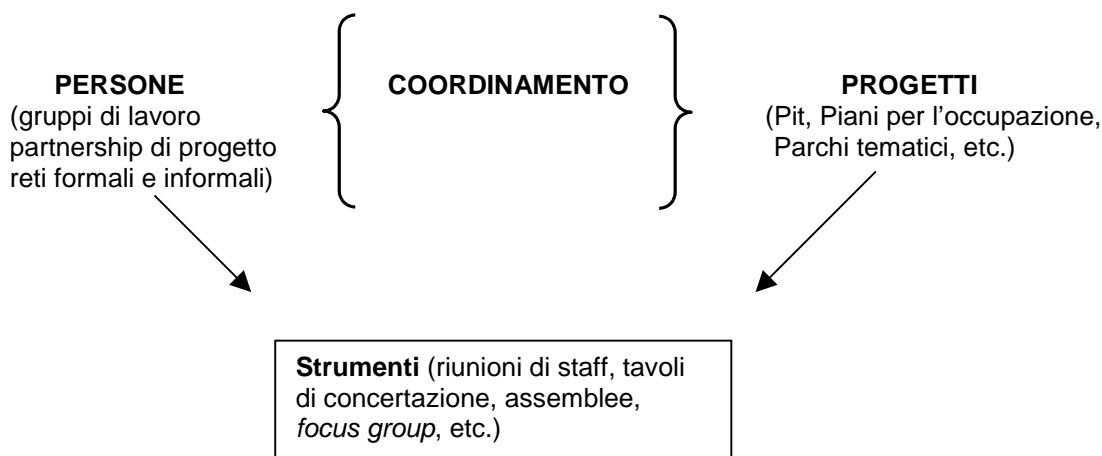 PERSONE
(gruppi di lavoro
partnership di progetto
reti formali e informali)
COORDINAMENTO
PROGETTI
(Pit, Piani per l'occupazione,
Parchi tematici, etc.)
Strumenti (riunioni di staff, tavoli
di concertazione, assemblee,
focus group, etc.)